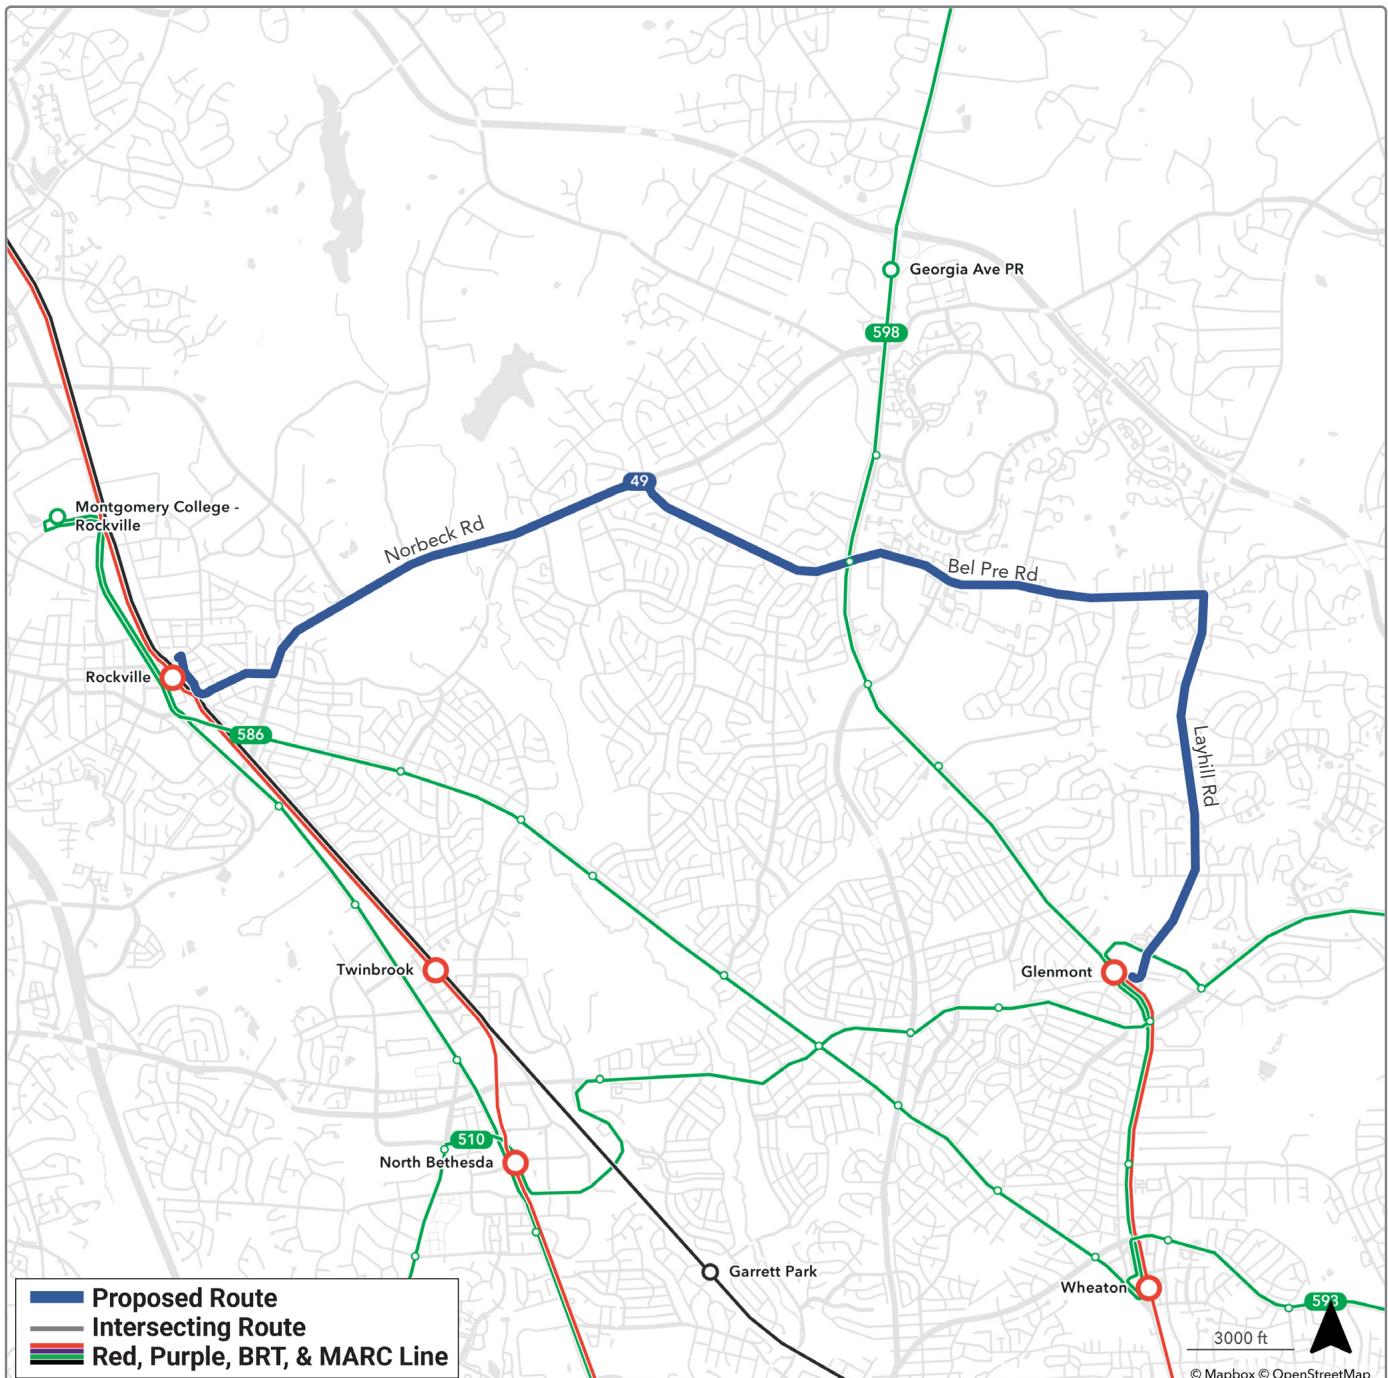 Georgia Ave PR
598
49
Montgomery College -
Rockville
Norbeck Rd
Bel Pre Rd
Rockville
586
Layhill Rd
Twinbrook
Glenmont
510
North Bethesda
Garrett Park
Wheaton
593
Proposed Route
Intersecting Route
Red, Purple, BRT, & MARC Line
3000 ft
© Mapbox © OpenStreetMap